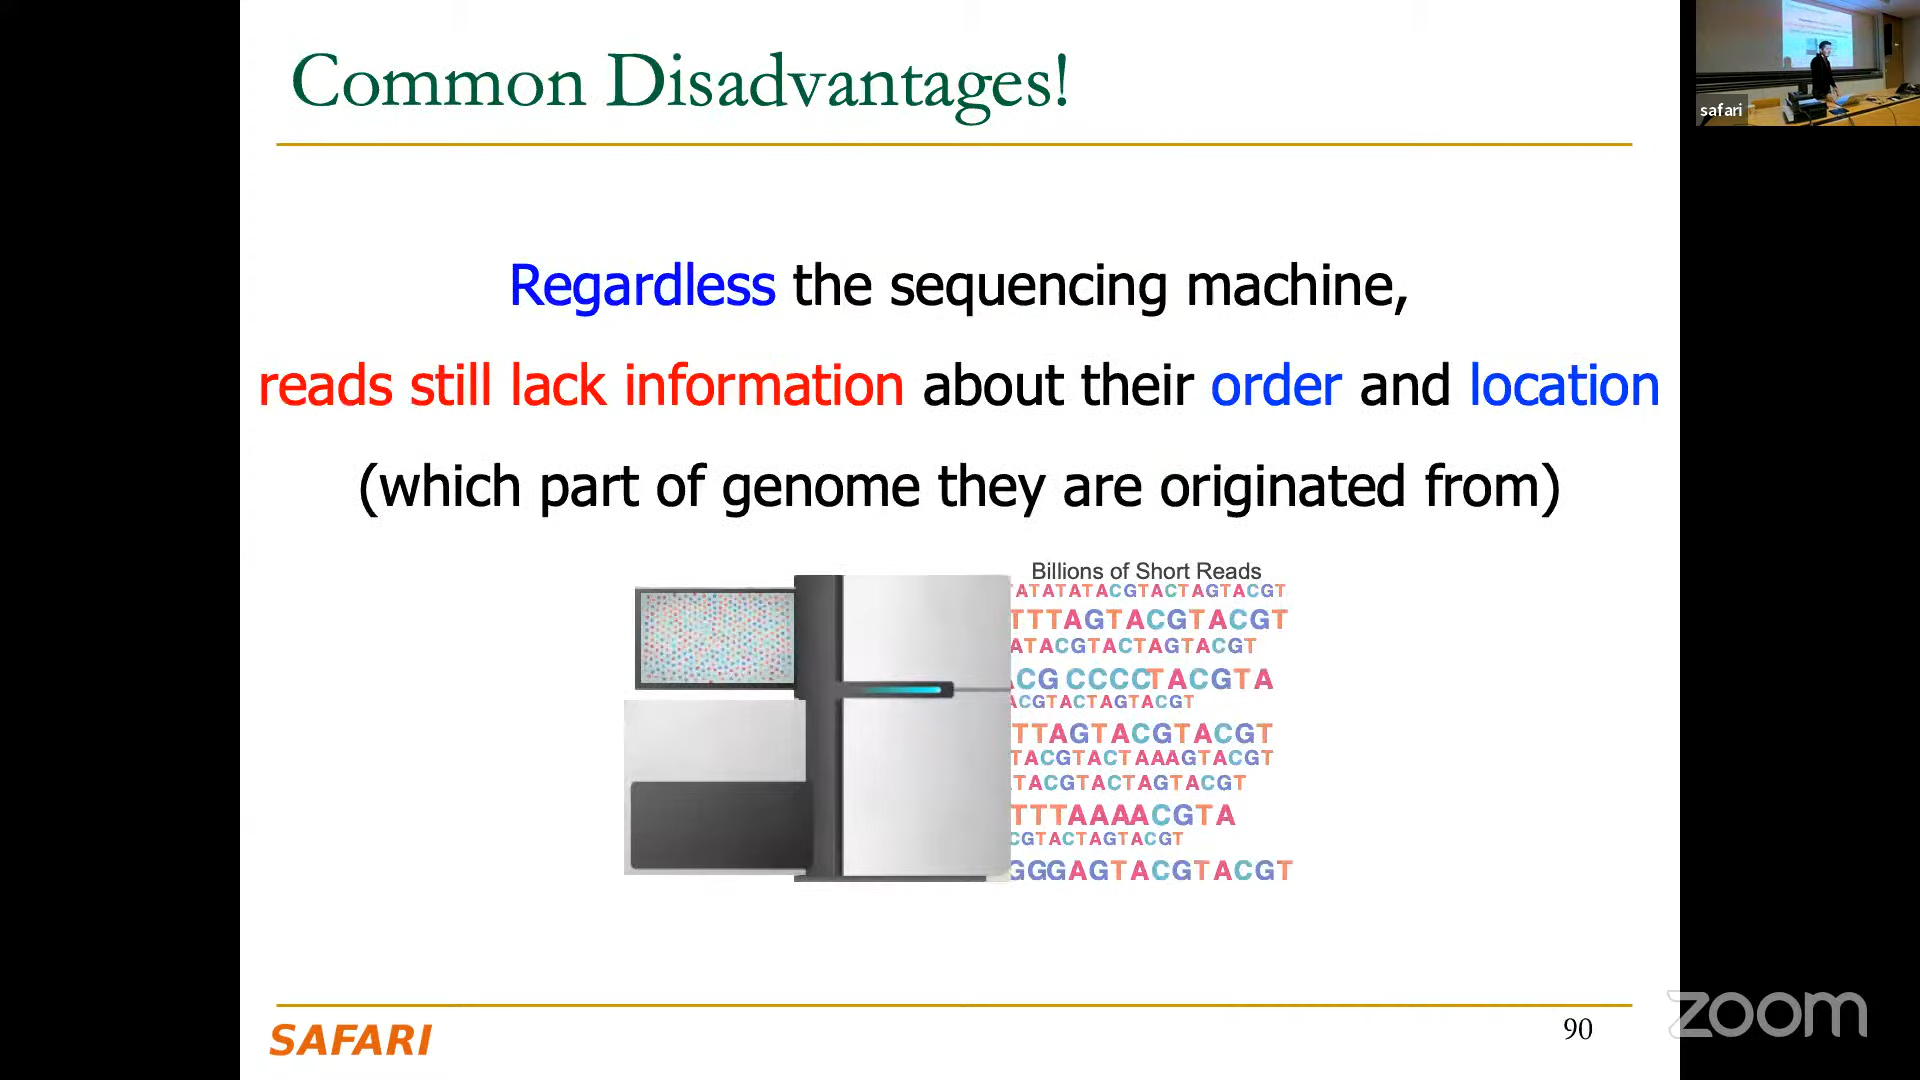 Common Disadvantages!
safari
Regardless the sequencing machine,
reads still lack information about their order and location
(which part of genome they are originated from)
Billions of Short Reads
TATATATACGTACTAGTACGT
TTTAGTACGTACGT
ATACGTACTAGTACGT
ACG CCCCTACGTA
ACGTACTAGTACGT
TTAGTACGTACGT
TACGTACTAAAGTACGT
TACGTACTAGTACGT
TTTAAAACGTA
CGTACTAGTACGT
GGGAGTACGTACGT
SAFARI
90
zoom